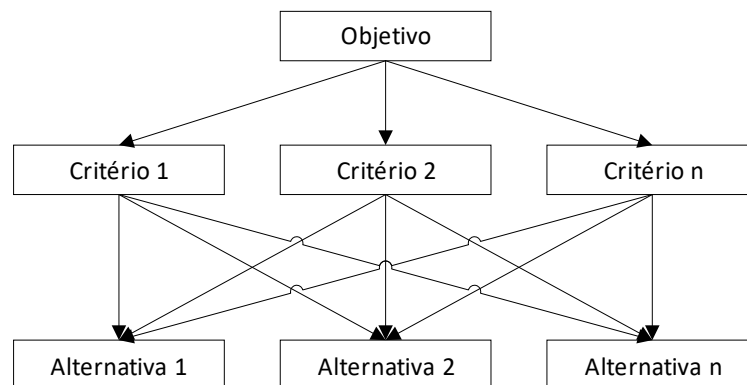 Objetivo
Critério 1
Critério 2
Critério n
Alternativa 1
Alternativa 2
Alternativa n